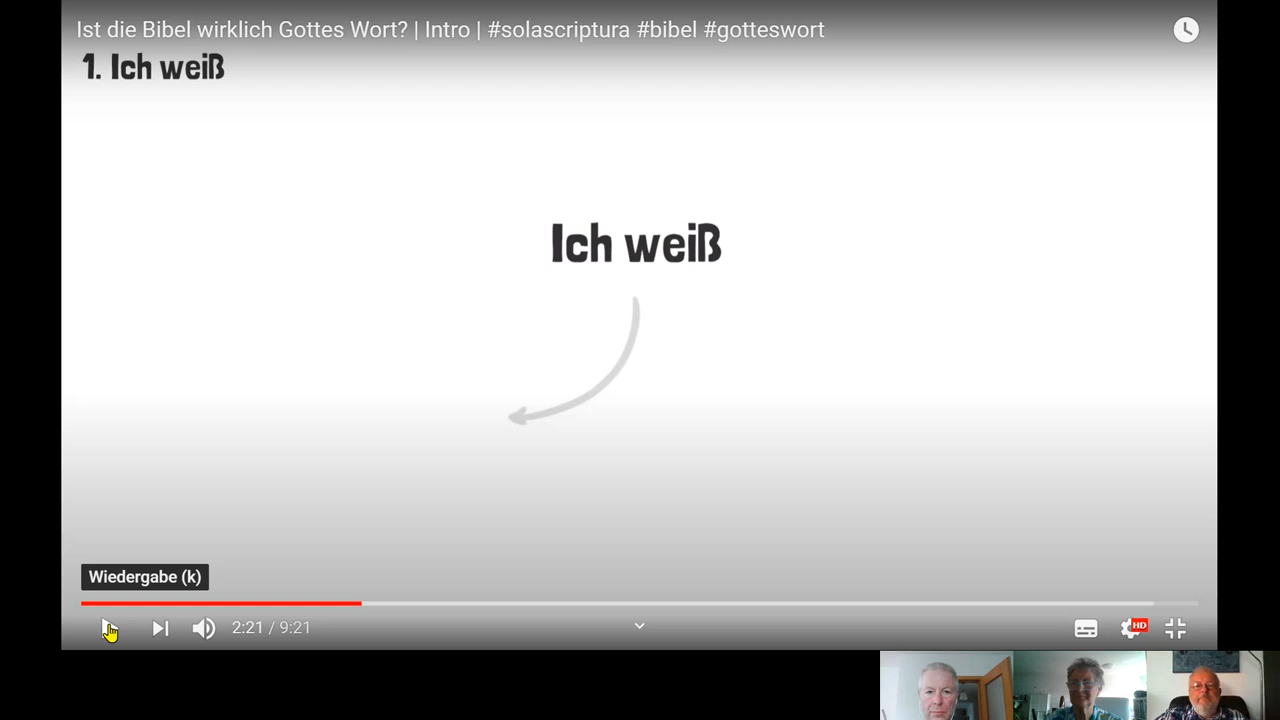 Ist die Bibel wirklich Gottes Wort? | Intro | #solascriptura #bibel #gotteswort
1. Ich weiß
Ich weiß
Wiedergabe (k)
2:21 / 9:21
HD